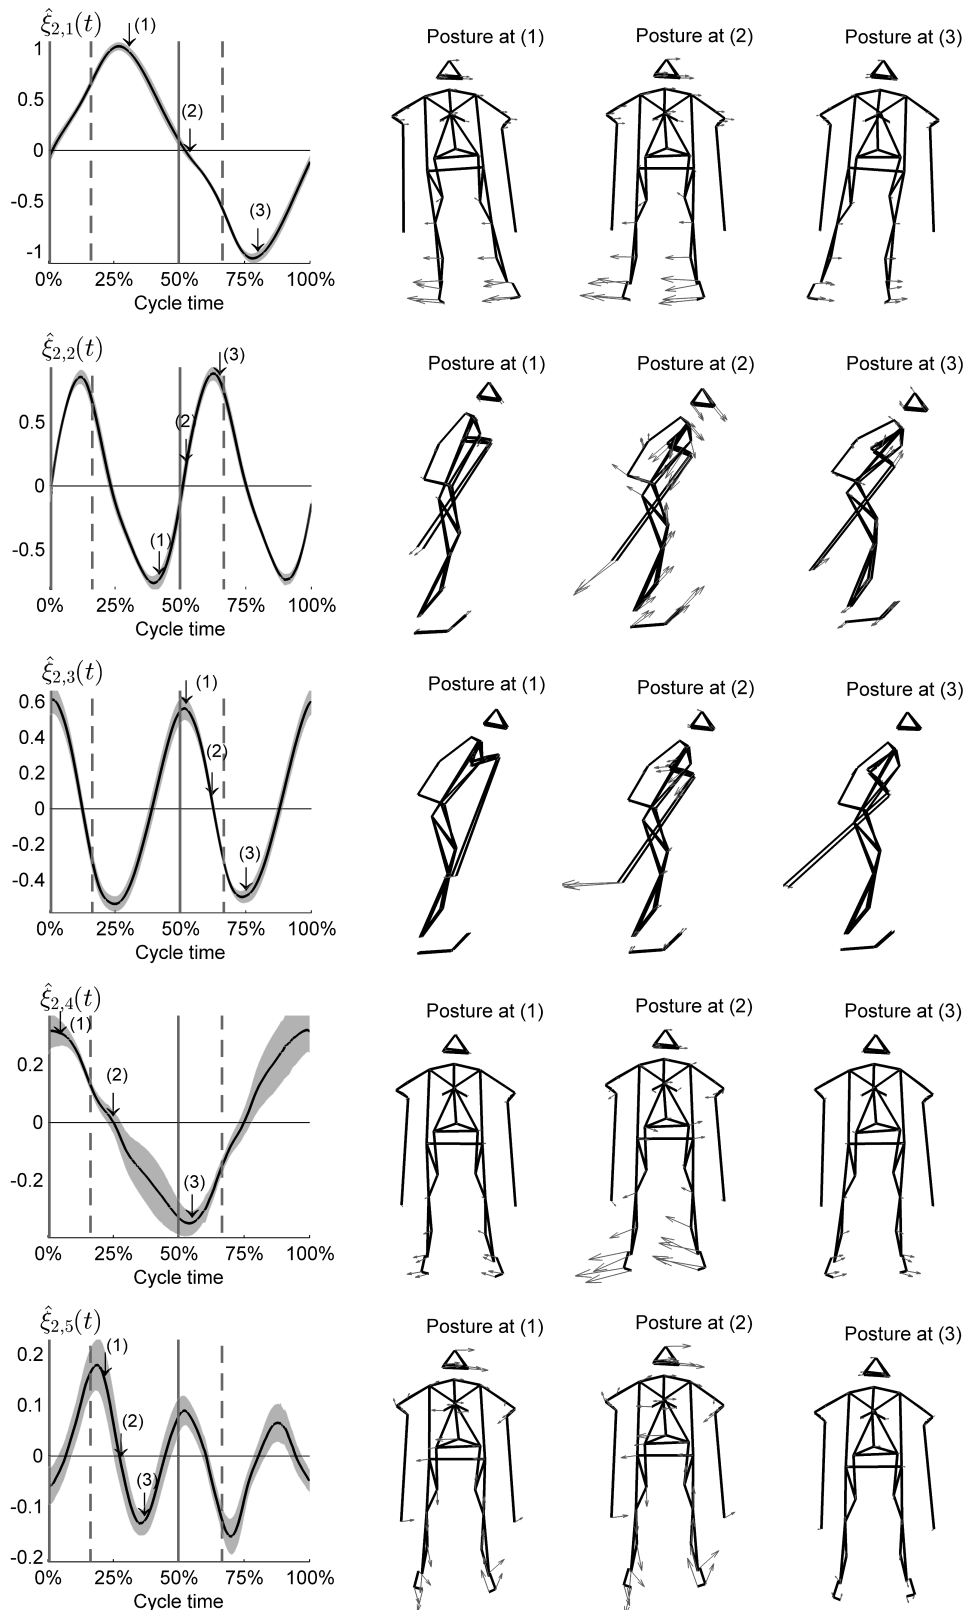 ξ̂₂,₁(t)
(1)
(2)
(3)
1
0.5
0
-0.5
-1
0% 25% 50% 75% 100%
Cycle time
Posture at (1) Posture at (2) Posture at (3)
ξ̂₂,₂(t)
(3)
(2)
(1)
0.5
0
-0.5
0% 25% 50% 75% 100%
Cycle time
Posture at (1) Posture at (2) Posture at (3)
ξ̂₂,₃(t)
(1)
(2)
(3)
0.6
0.4
0.2
0
-0.2
-0.4
0% 25% 50% 75% 100%
Cycle time
Posture at (1) Posture at (2) Posture at (3)
ξ̂₂,₄(t)
(1)
(2)
(3)
0.2
0
-0.2
0% 25% 50% 75% 100%
Cycle time
Posture at (1) Posture at (2) Posture at (3)
ξ̂₂,₅(t)
(1)
(2)
(3)
0.2
0.1
0
-0.1
-0.2
0% 25% 50% 75% 100%
Cycle time
Posture at (1) Posture at (2) Posture at (3)